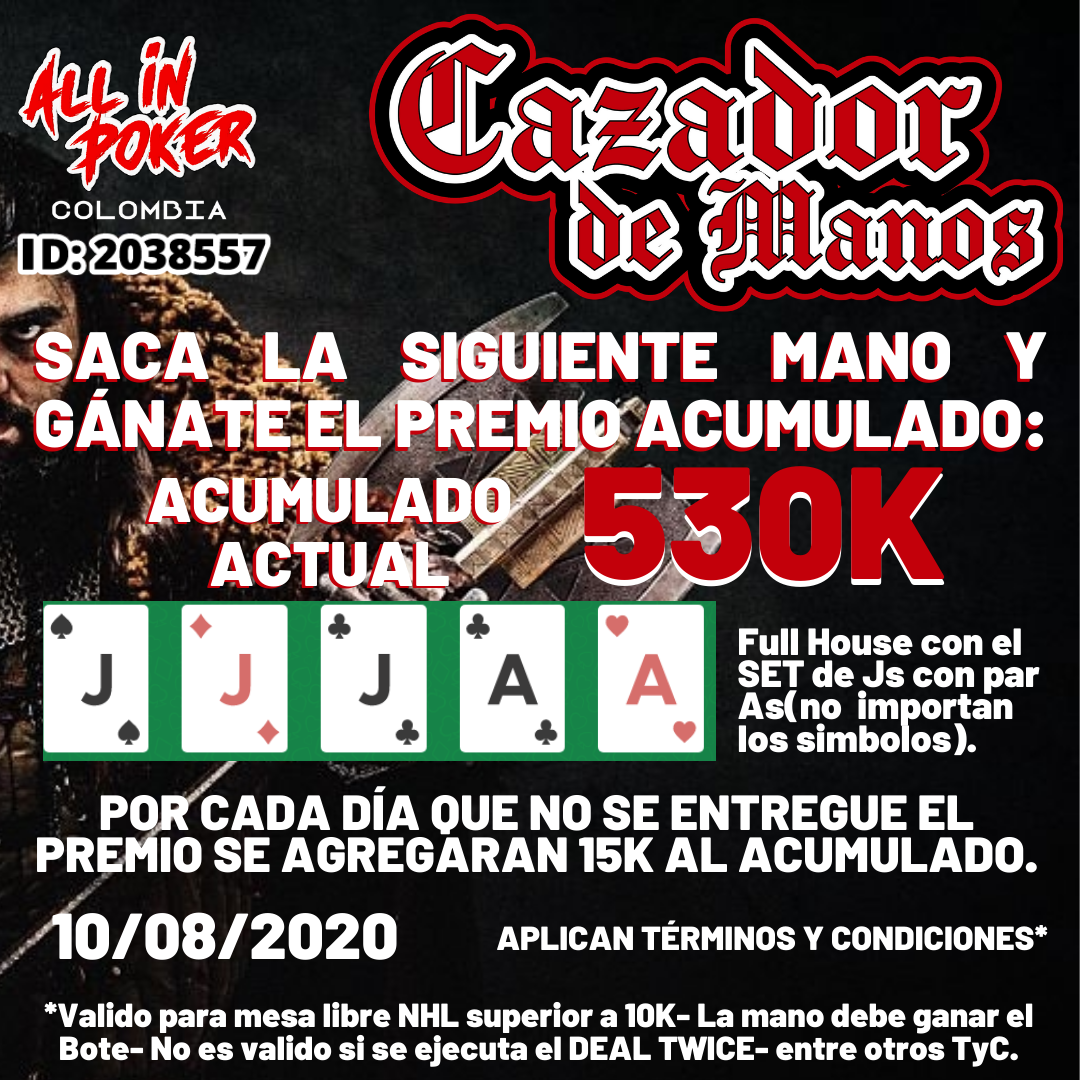 ALL IN
POKER
COLOMBIA
ID: 2038557
Cazador
de Manos
SACA LA SIGUIENTE MANO Y
GÁNATE EL PREMIO ACUMULADO:
ACUMULADO
ACTUAL
530K
J J J A A
Full House con el
SET de Js con par
As(no importan
los simbolos).
POR CADA DÍA QUE NO SE ENTREGUE EL
PREMIO SE AGREGARAN 15K AL ACUMULADO.
10/08/2020
APLICAN TÉRMINOS Y CONDICIONES*
*Valido para mesa libre NHL superior a 10K- La mano debe ganar el
Bote- No es valido si se ejecuta el DEAL TWICE- entre otros TyC.